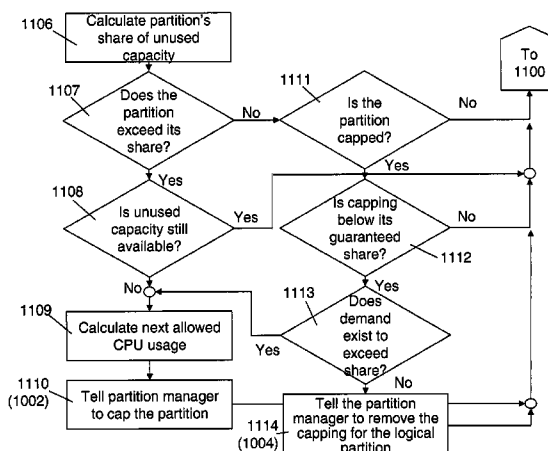 1106
Calculate partition's
share of unused
capacity
1107
Does the
partition
exceed its
share?
No
1111
Is the
partition
capped?
No
To
1100
Yes
Yes
1108
Is unused
capacity still
available?
Yes
Is capping
below its
guaranteed
share?
No
1112
No
Yes
1109
Calculate next allowed
CPU usage
1113
Does
demand
exist to
exceed
share?
Yes
No
1110
(1002)
Tell partition manager
to cap the partition
1114
(1004)
Tell the partition
manager to remove the
capping for the logical
partition